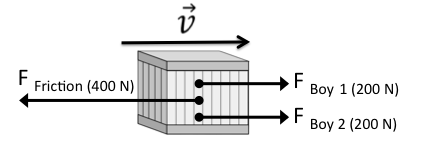 v⃗
F Friction (400 N)
F Boy 1 (200 N)
F Boy 2 (200 N)